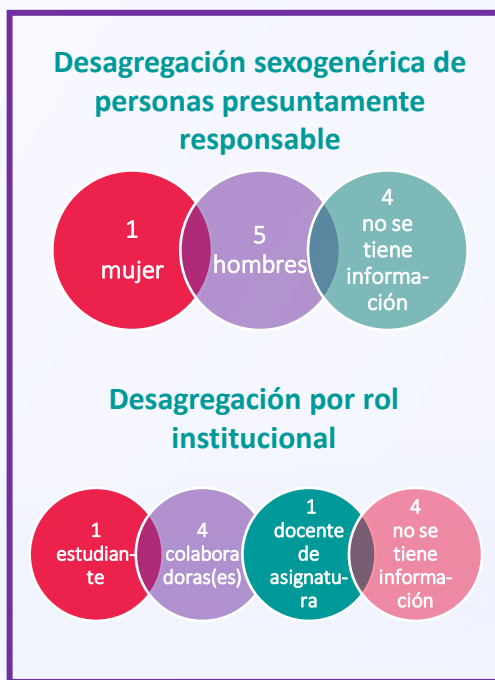 Desagregación sexogenérica de
personas presuntamente
responsable
1
mujer
5
hombres
4
no se
tiene
informa-
ción
Desagregación por rol
institucional
1
estudian-
te
4
colabora
doras(es)
1
docente
de
asignatu-
ra
4
no se
tiene
informa-
ción